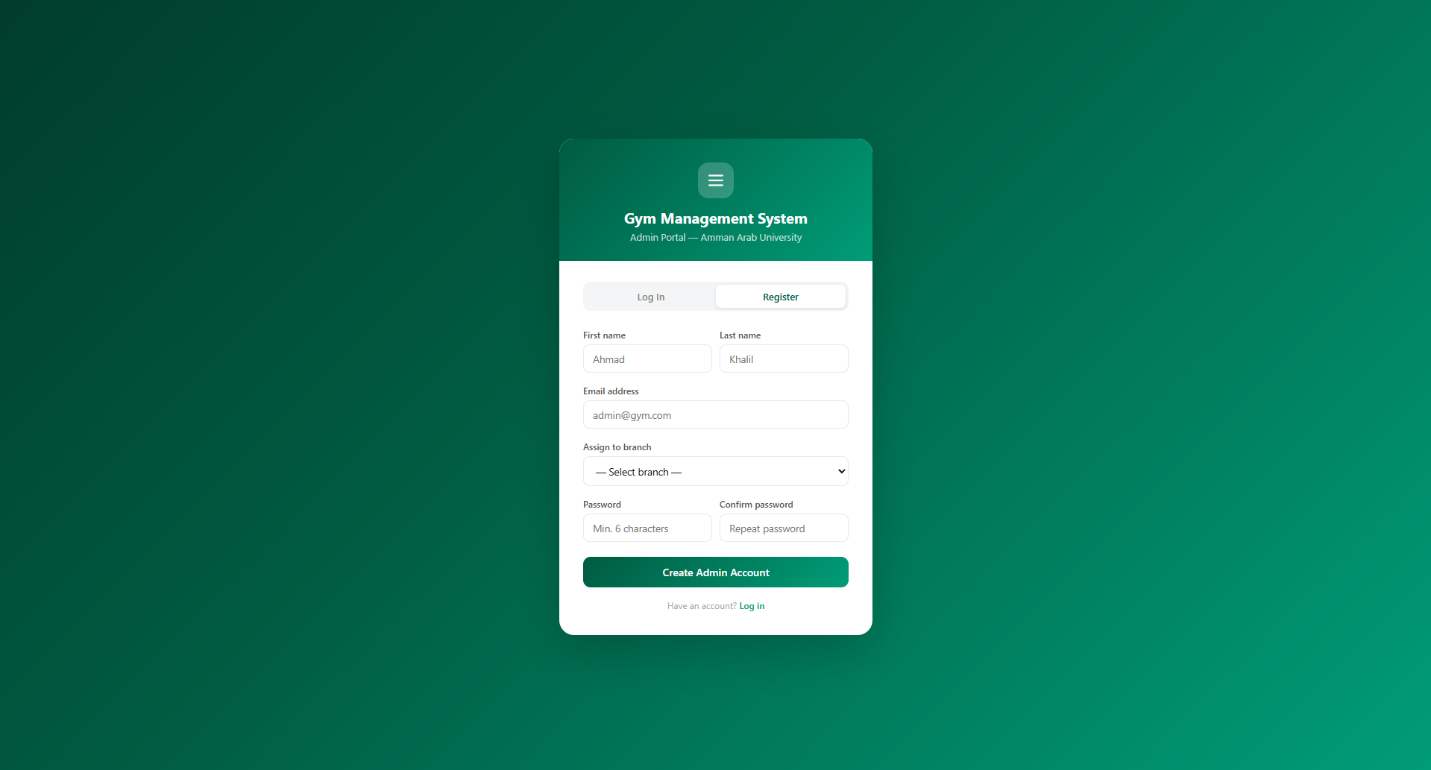 Gym Management System
Admin Portal — Amman Arab University
Log In Register
First name Last name
Ahmad Khalil
Email address
admin@gym.com
Assign to branch
— Select branch —
Password Confirm password
Min. 6 characters Repeat password
Create Admin Account
Have an account? Log in